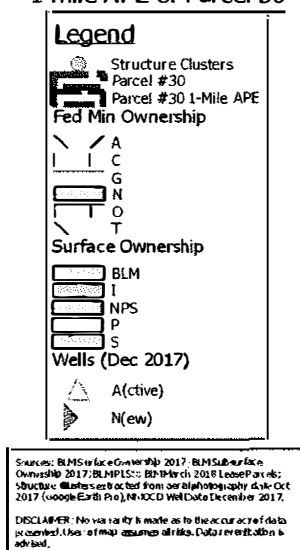 1 Mile APE of Parcel 30
Legend
Structure Clusters
Parcel #30
Parcel #30 1-Mile APE
Fed Min Ownership
A
C
G
N
O
T
Surface Ownership
BLM
I
NPS
P
S
Wells (Dec 2017)
A(ctive)
N(ew)
Sources: BLM Surface Ownership 2017; BLM Subsurface
Ownership 2017; BLM PLSS; BLM March 2018 Lease Parcels;
Structure Clusters extracted from aerial photography date Oct
2017 (Google Earth Pro), NMOCD Well Data December 2017.
DISCLAIMER: No warranty is made as to the accuracy of data
presented. User of map assumes all risks. Data reverification is
advised.